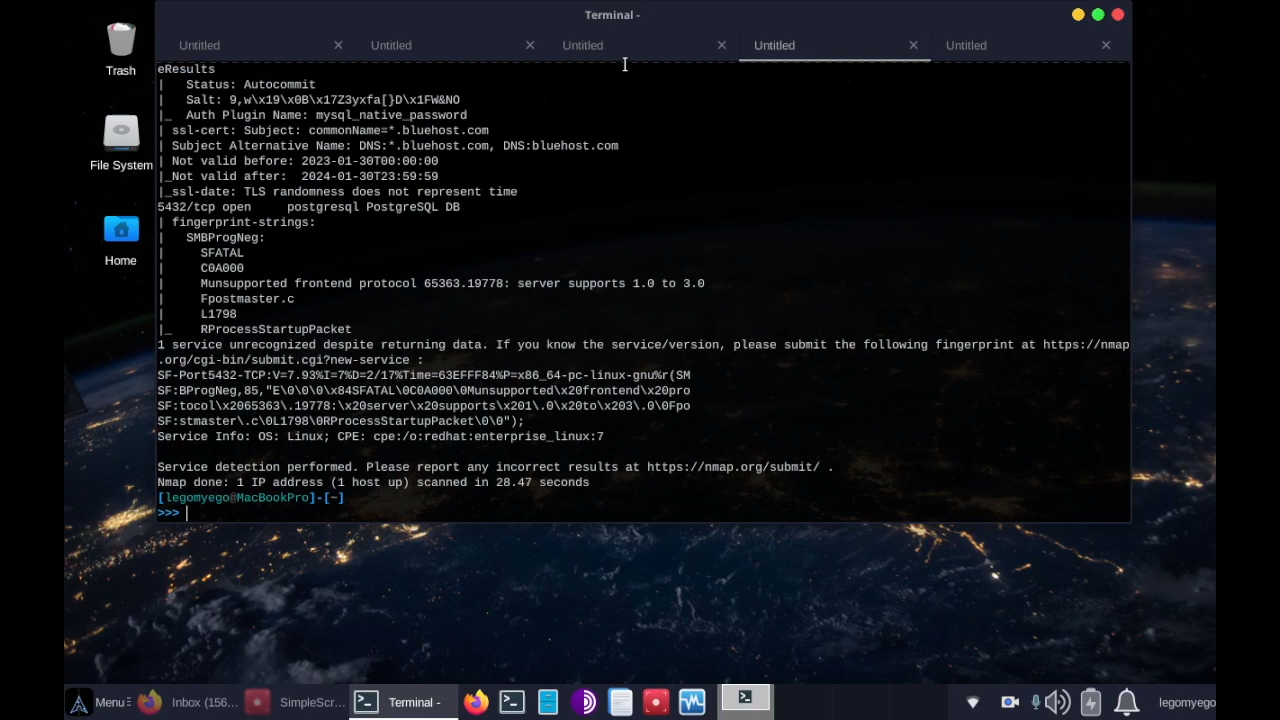 Terminal -
Untitled
Untitled
Untitled
Untitled
Untitled
Trash
File System
Home
eResults
|   Status: Autocommit
|   Salt: 9,w\x19\x0B\x17Z3yxfa[}D\x1FW&NO
|_  Auth Plugin Name: mysql_native_password
| ssl-cert: Subject: commonName=*.bluehost.com
| Subject Alternative Name: DNS:*.bluehost.com, DNS:bluehost.com
| Not valid before: 2023-01-30T00:00:00
|_Not valid after:  2024-01-30T23:59:59
|_ssl-date: TLS randomness does not represent time
5432/tcp open     postgresql PostgreSQL DB
| fingerprint-strings:
|   SMBProgNeg:
|     SFATAL
|     C0A000
|     Munsupported frontend protocol 65363.19778: server supports 1.0 to 3.0
|     Fpostmaster.c
|     L1798
|_    RProcessStartupPacket
1 service unrecognized despite returning data. If you know the service/version, please submit the following fingerprint at https://nmap
.org/cgi-bin/submit.cgi?new-service :
SF-Port5432-TCP:V=7.93%I=7%D=2/17%Time=63EFFF84%P=x86_64-pc-linux-gnu%r(SM
SF:BProgNeg,85,"E\0\0\0\x84SFATAL\0C0A000\0Munsupported\x20frontend\x20pro
SF:tocol\x2065363\.19778:\x20server\x20supports\x201\.0\x20to\x203\.0\0Fpo
SF:stmaster\.c\0L1798\0RProcessStartupPacket\0\0");
Service Info: OS: Linux; CPE: cpe:/o:redhat:enterprise_linux:7
Service detection performed. Please report any incorrect results at https://nmap.org/submit/ .
Nmap done: 1 IP address (1 host up) scanned in 28.47 seconds
[legomyego@MacBookPro]-[~]
>>>
Menu
Inbox (156...
SimpleScr...
Terminal -
legomyego